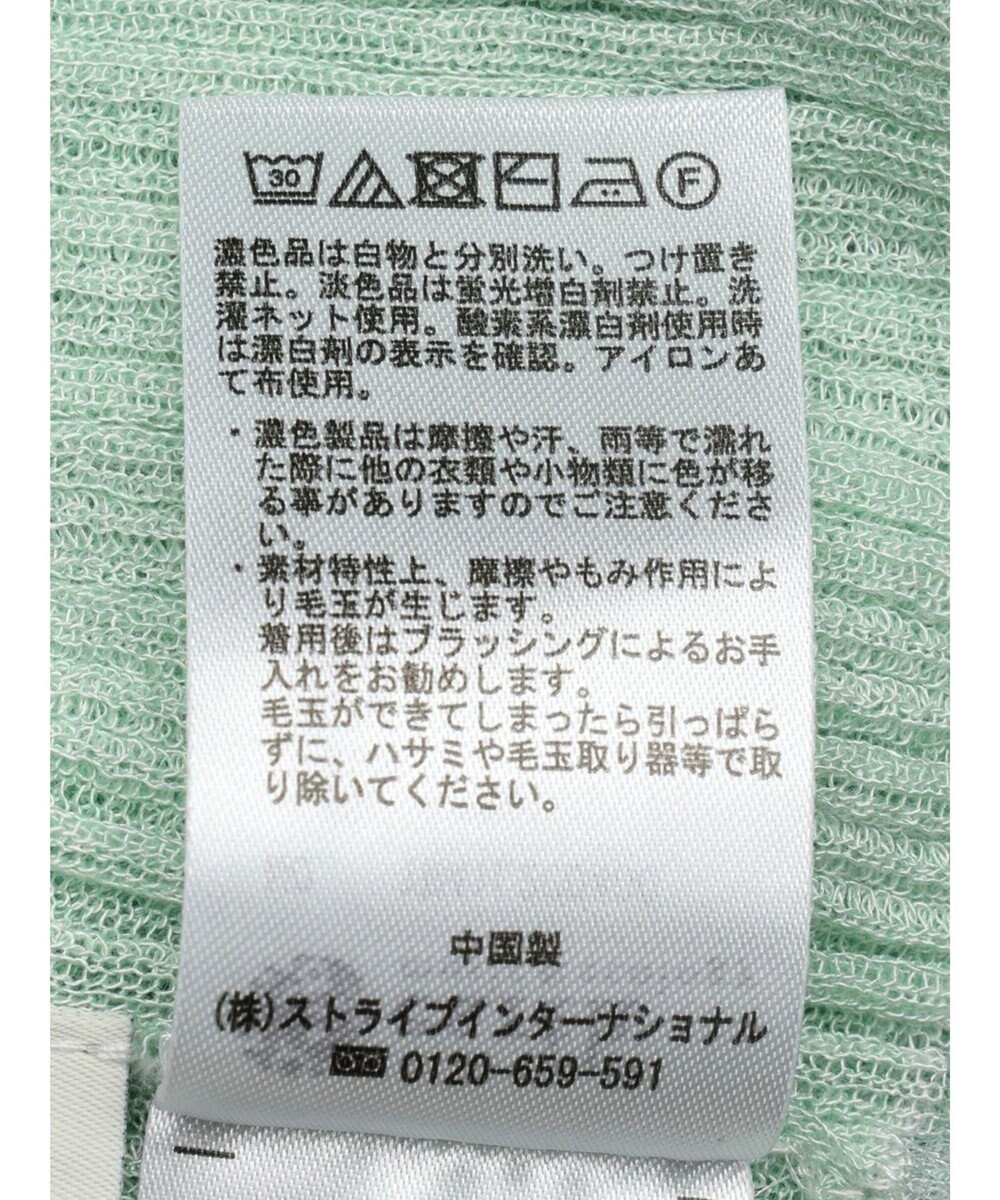 30
F
濃色品は白物と分別洗い。つけ置き
禁止。淡色品は蛍光増白剤禁止。洗
濯ネット使用。酸素系漂白剤使用時
は漂白剤の表示を確認。アイロンあ
て布使用。
・濃色製品は摩擦や汗、雨等で濡れ
た際に他の衣類や小物類に色が移
る事がありますのでご注意くださ
い。
・素材特性上、摩擦やもみ作用によ
り毛玉が生じます。
着用後はブラッシングによるお手
入れをお勧めします。
毛玉ができてしまったら引っぱら
ずに、ハサミや毛玉取り器等で取
り除いてください。
中国製
(株)ストライプインターナショナル
0120-659-591